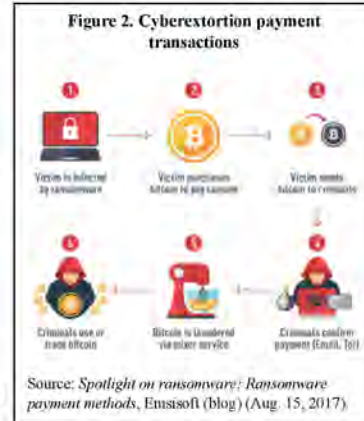 Figure 2. Cyberextortion payment
transactions
1
2
3
Victim is infected
by ransomware
Victim purchases
bitcoin to pay ransom
Victim sends
bitcoin to criminals
6
5
4
Criminals use or
trade bitcoin
Bitcoin is laundered
via mixer service
Criminals confirm
payment (Email, Tor)
Source: Spotlight on ransomware: Ransomware
payment methods, Emsisoft (blog) (Aug. 15, 2017)